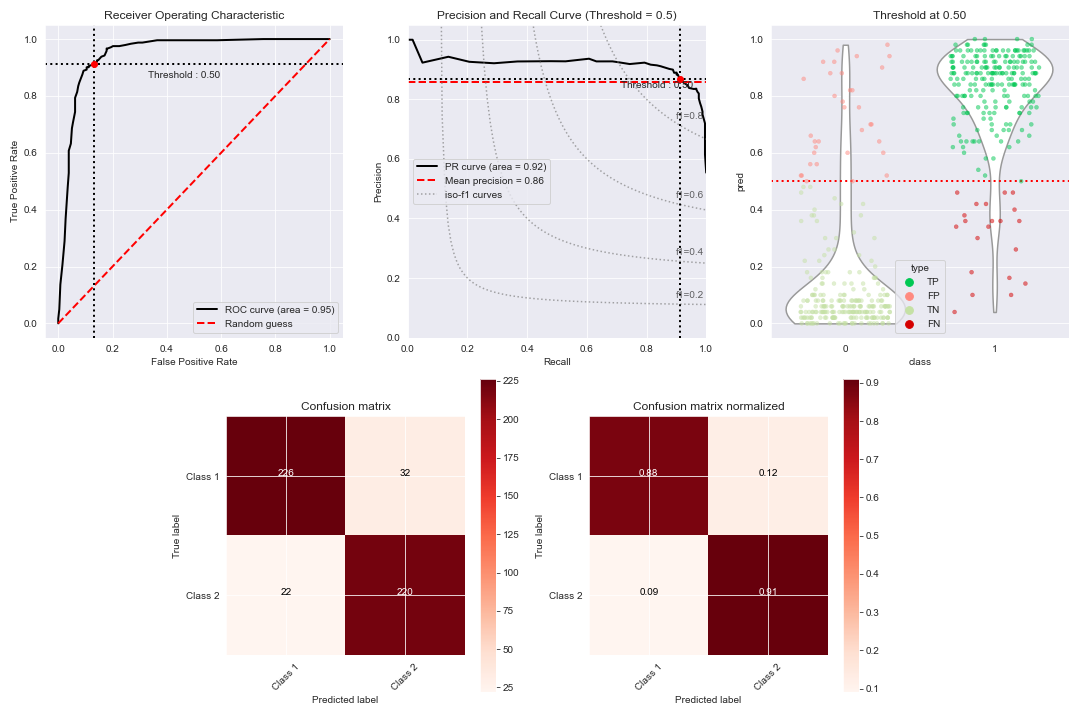 Receiver Operating Characteristic
True Positive Rate
1.0
0.8
0.6
0.4
0.2
0.0
Threshold : 0.50
ROC curve (area = 0.95)
Random guess
0.0 0.2 0.4 0.6 0.8 1.0
False Positive Rate
Precision and Recall Curve (Threshold = 0.5)
Precision
1.0
0.8
0.6
0.4
0.2
0.0
Threshold : 0.50
f1=0.8
f1=0.6
f1=0.4
f1=0.2
PR curve (area = 0.92)
Mean precision = 0.86
iso-f1 curves
0.0 0.2 0.4 0.6 0.8 1.0
Recall
Threshold at 0.50
pred
1.0
0.8
0.6
0.4
0.2
0.0
type
TP
FP
TN
FN
0 1
class
Confusion matrix
True label
Class 1
Class 2
226 32
22 220
Class 1 Class 2
Predicted label
225
200
175
150
125
100
75
50
25
Confusion matrix normalized
True label
Class 1
Class 2
0.88 0.12
0.09 0.91
Class 1 Class 2
Predicted label
0.9
0.8
0.7
0.6
0.5
0.4
0.3
0.2
0.1